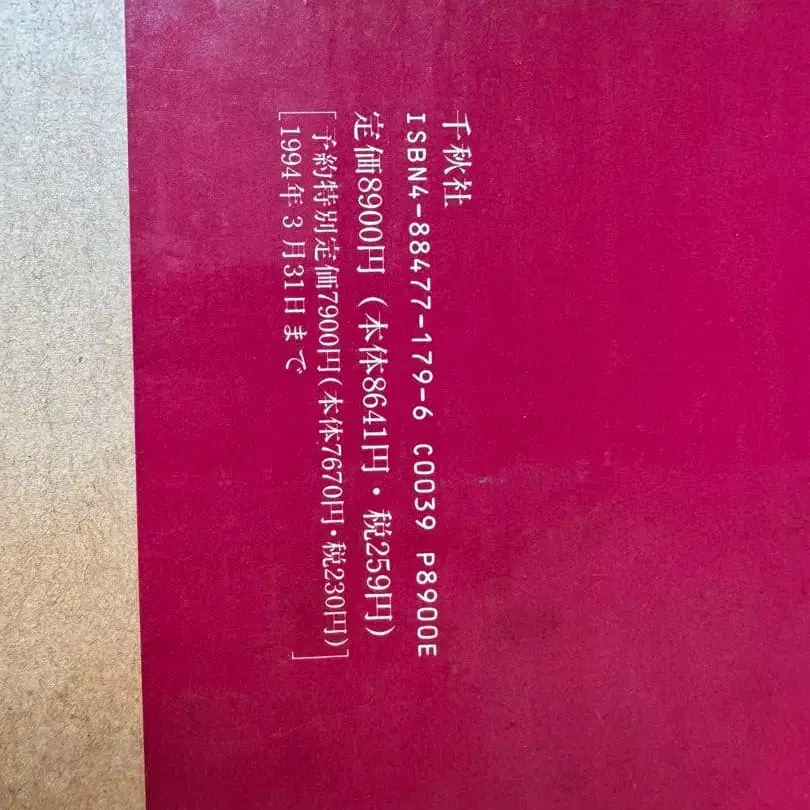 千秋社
ISBN4-88477-179-6 C0039 P8900E
定価8900円（本体8641円・税259円）
［予約特別定価7900円（本体7670円・税230円）
1994年3月31日まで］